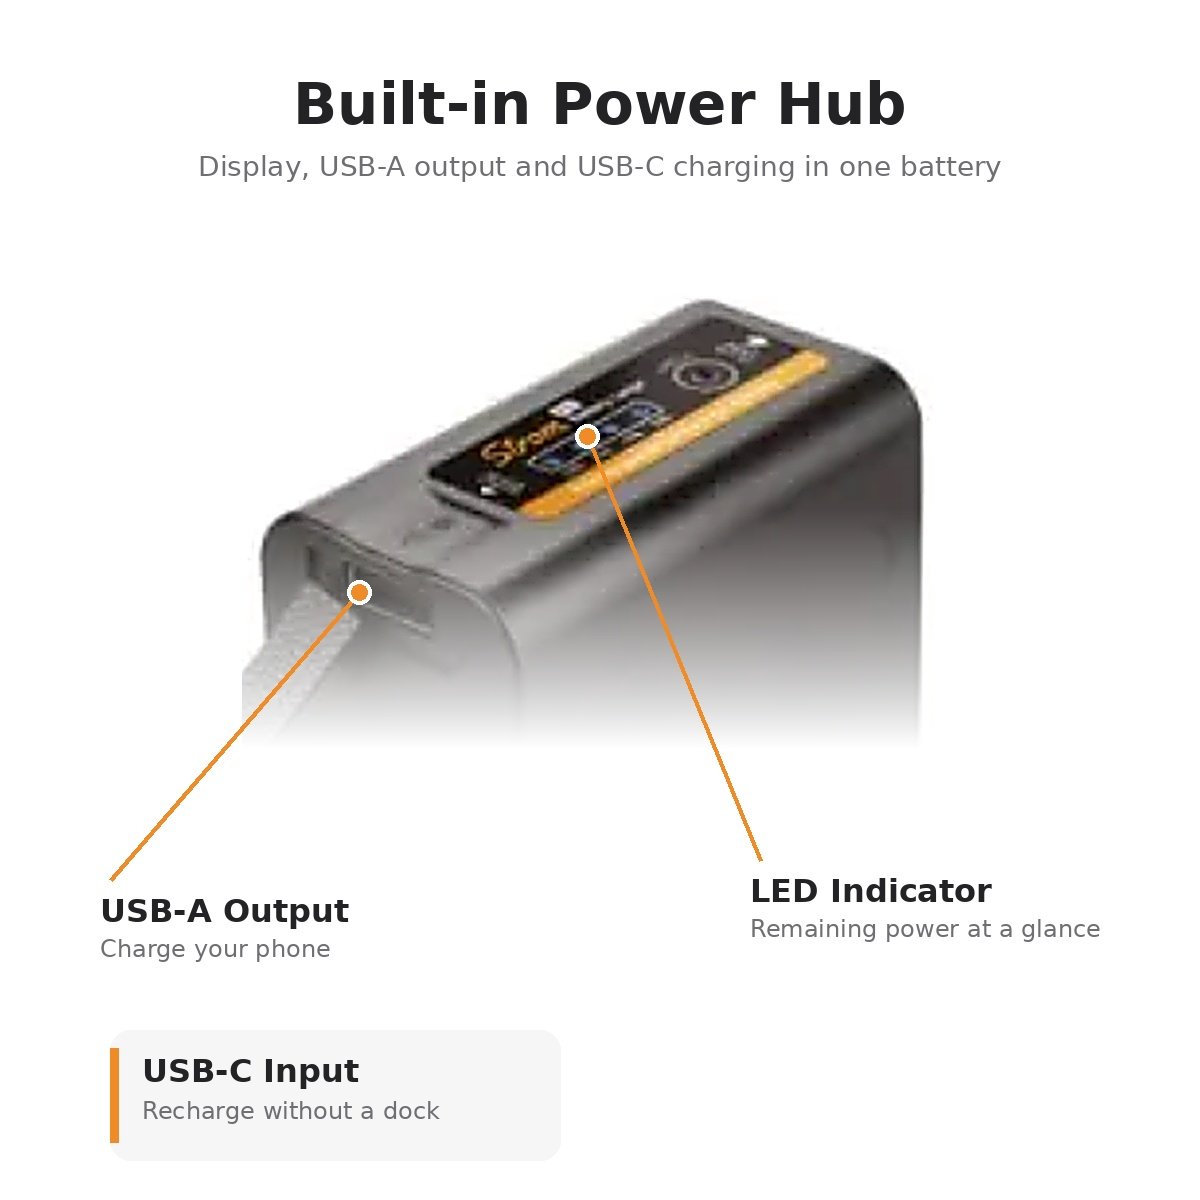 Built-in Power Hub
Display, USB-A output and USB-C charging in one battery
Strom
USB-A Output
Charge your phone
LED Indicator
Remaining power at a glance
USB-C Input
Recharge without a dock